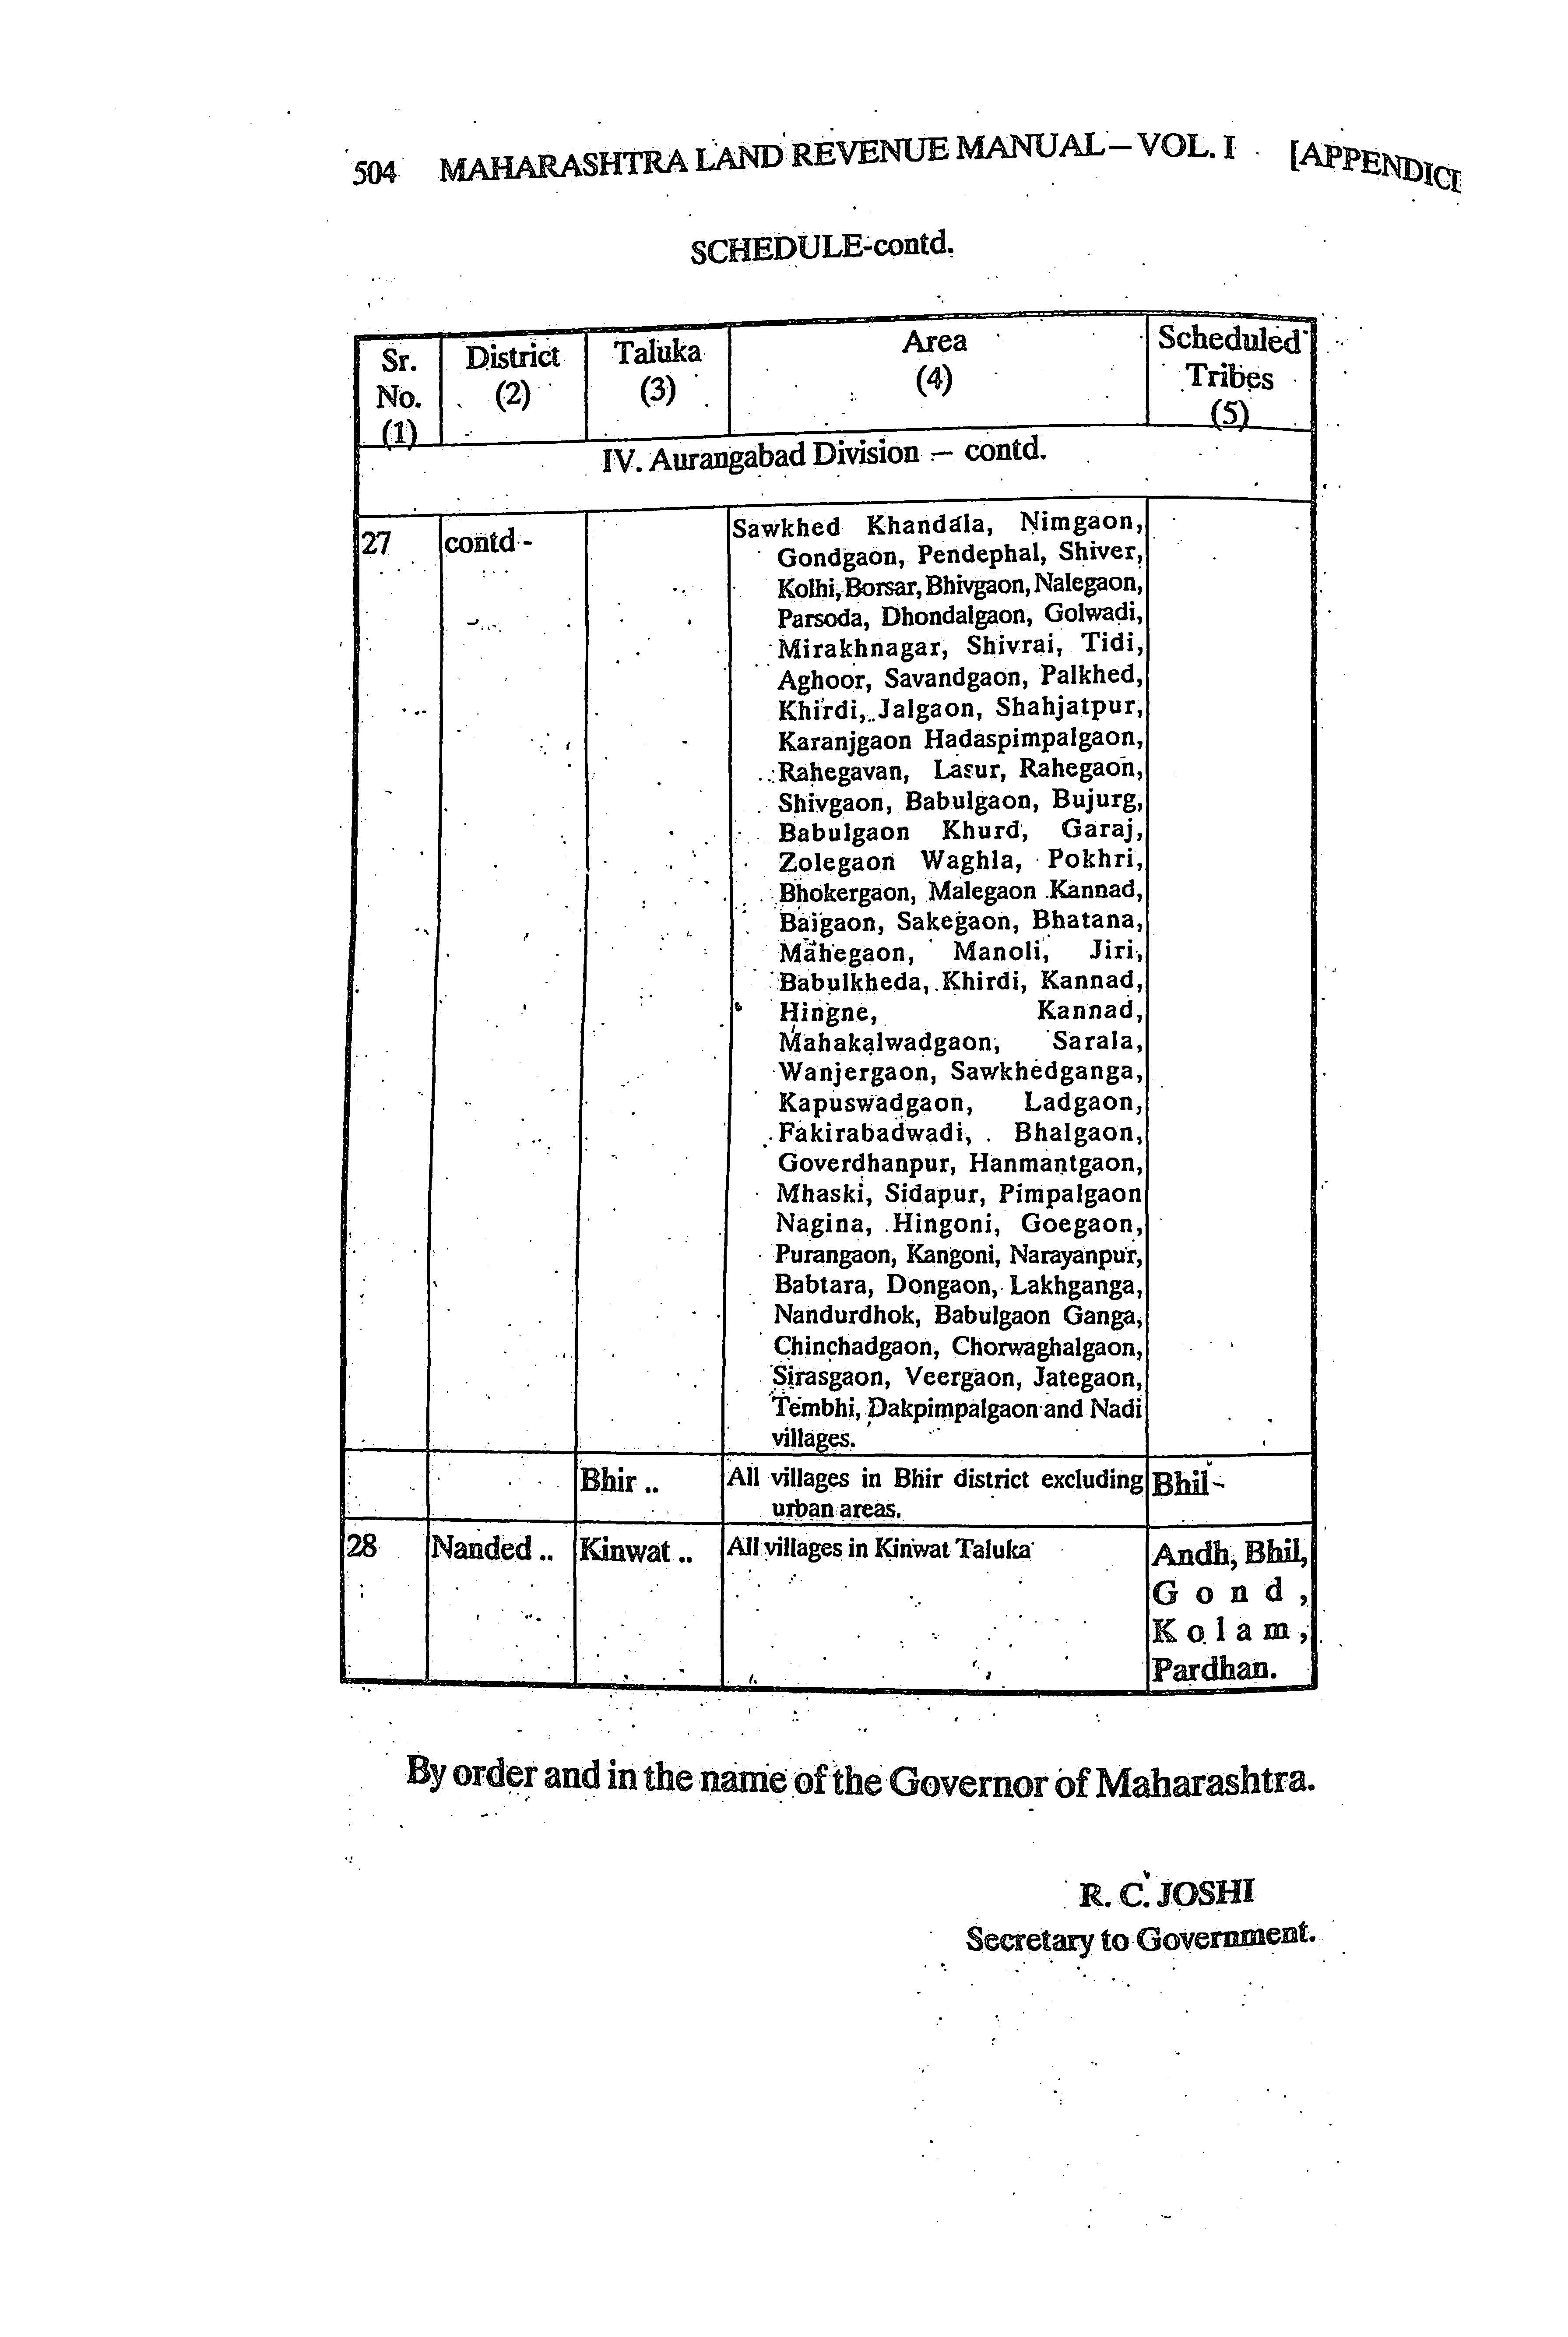 504 MAHARASHTRA LAND REVENUE MANUAL – VOL. I [APPENDICI
SCHEDULE-contd.
Sr. No. (1) District (2) Taluka (3) Area (4) Scheduled Tribes (5)
IV. Aurangabad Division – contd.
27 contd - Sawkhed Khandala, Nimgaon,
Gondgaon, Pendephal, Shiver,
Kolhi, Borsar, Bhivgaon, Nalegaon,
Parsoda, Dhondalgaon, Golwadi,
Mirakhnagar, Shivrai, Tidi,
Aghoor, Savandgaon, Palkhed,
Khirdi, Jalgaon, Shahjatpur,
Karanjgaon Hadaspimpalgaon,
Rahegavan, Lasur, Rahegaon,
Shivgaon, Babulgaon, Bujurg,
Babulgaon Khurd, Garaj,
Zolegaon Waghla, Pokhri,
Bhokergaon, Malegaon Kannad,
Baigaon, Sakegaon, Bhatana,
Mahegaon, Manoli, Jiri,
Babulkheda, Khirdi, Kannad,
Hingne, Kannad,
Mahakalwadgaon, Sarala,
Wanjergaon, Sawkhedganga,
Kapuswadgaon, Ladgaon,
Fakirabadwadi, Bhalgaon,
Goverdhanpur, Hanmantgaon,
Mhaski, Sidapur, Pimpalgaon
Nagina, Hingoni, Goegaon,
Purangaon, Kangoni, Narayanpur,
Babtara, Dongaon, Lakhganga,
Nandurdhok, Babulgaon Ganga,
Chinchadgaon, Chorwaghalgaon,
Sirasgaon, Veergaon, Jategaon,
Tembhi, Dakpimpalgaon and Nadi
villages.
Bhir .. All villages in Bhir district excluding Bhil -
urban areas.
28 Nanded .. Kinwat .. All villages in Kinwat Taluka Andh, Bhil,
Gond,
Kolam,
Pardhan.
By order and in the name of the Governor of Maharashtra.
R. C. JOSHI
Secretary to Government.